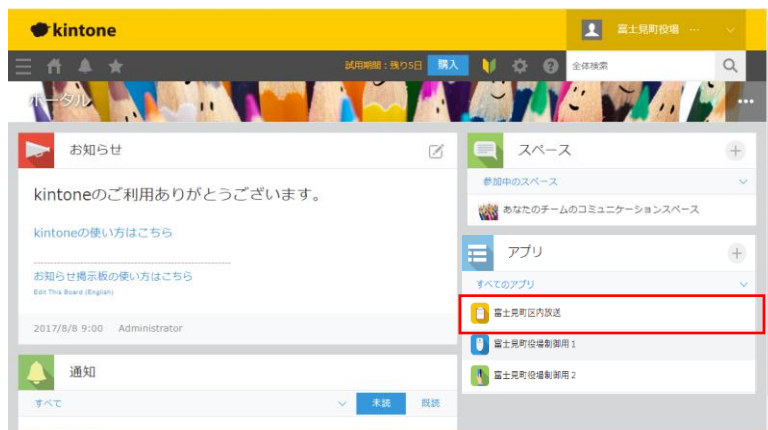 kintone
富士見町役場 …
試用期間：残り5日
購入
全体検索
ポータル
お知らせ
kintoneのご利用ありがとうございます。
kintoneの使い方はこちら
お知らせ掲示板の使い方はこちら
Edit This Board (English)
2017/8/8 9:00 Administrator
通知
すべて
未読
既読
スペース
参加中のスペース
あなたのチームのコミュニケーションスペース
アプリ
すべてのアプリ
富士見町区内放送
富士見町役場制御用1
富士見町役場制御用2